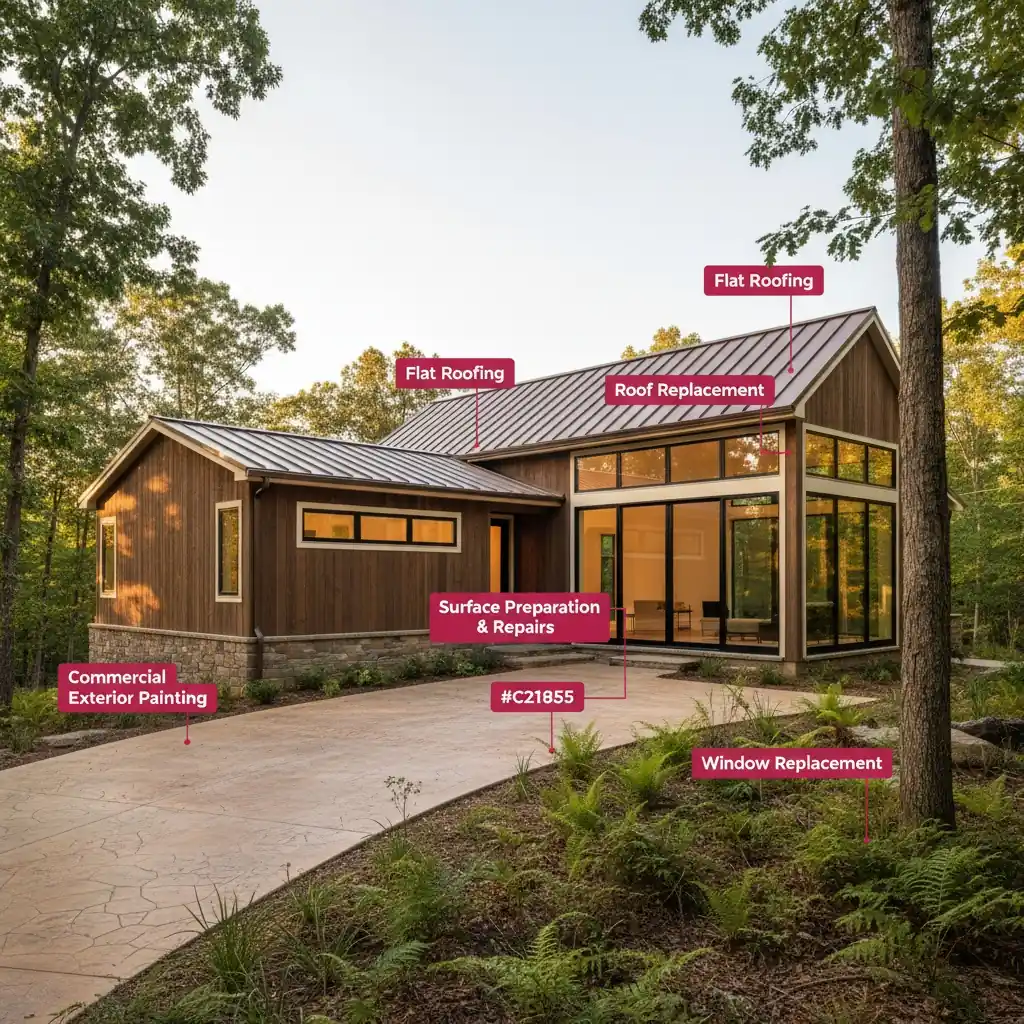 Flat Roofing
Flat Roofing
Roof Replacement
Surface Preparation
& Repairs
Commercial
Exterior Painting
#C21855
Window Replacement